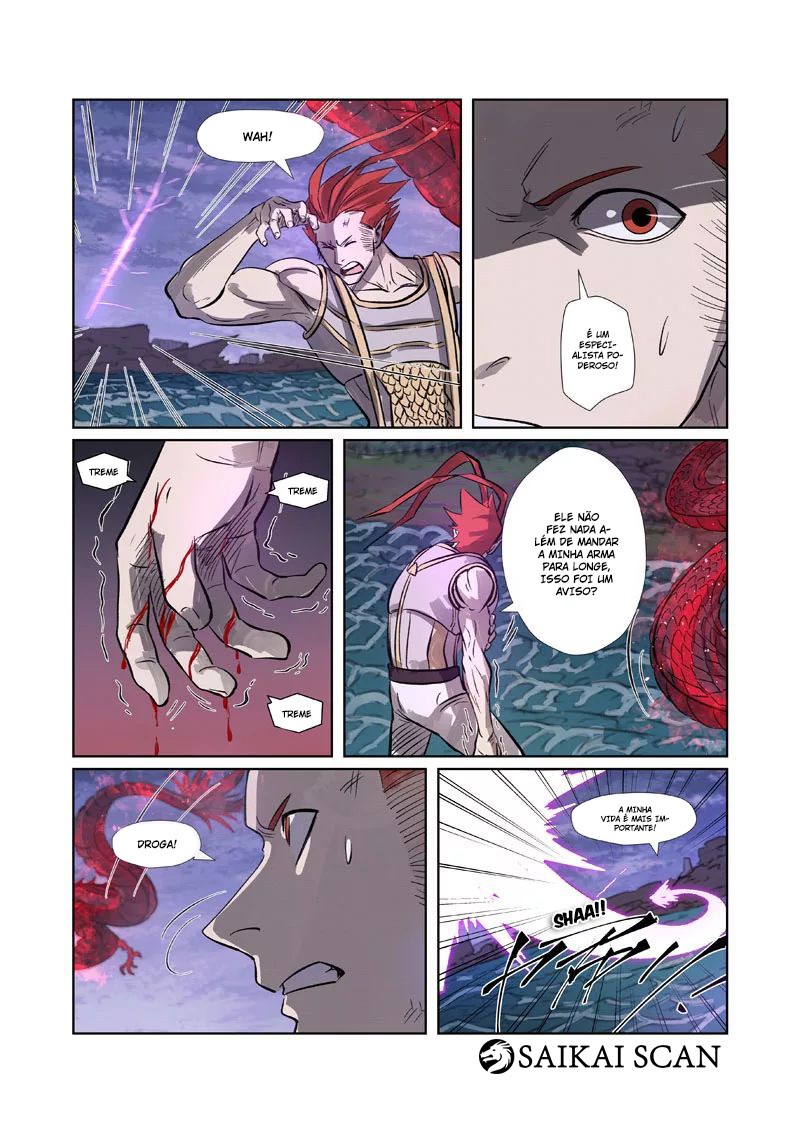 WAH!
É UM
ESPECI-
ALISTA PO-
DEROSO!
TREME
TREME
TREME
ELE NÃO
FEZ NADA A-
LÉM DE MANDAR
A MINHA ARMA
PARA LONGE,
ISSO FOI UM
AVISO?
DROGA!
A MINHA
VIDA É MAIS IM-
PORTANTE!
SHAA!!
SAIKAI SCAN